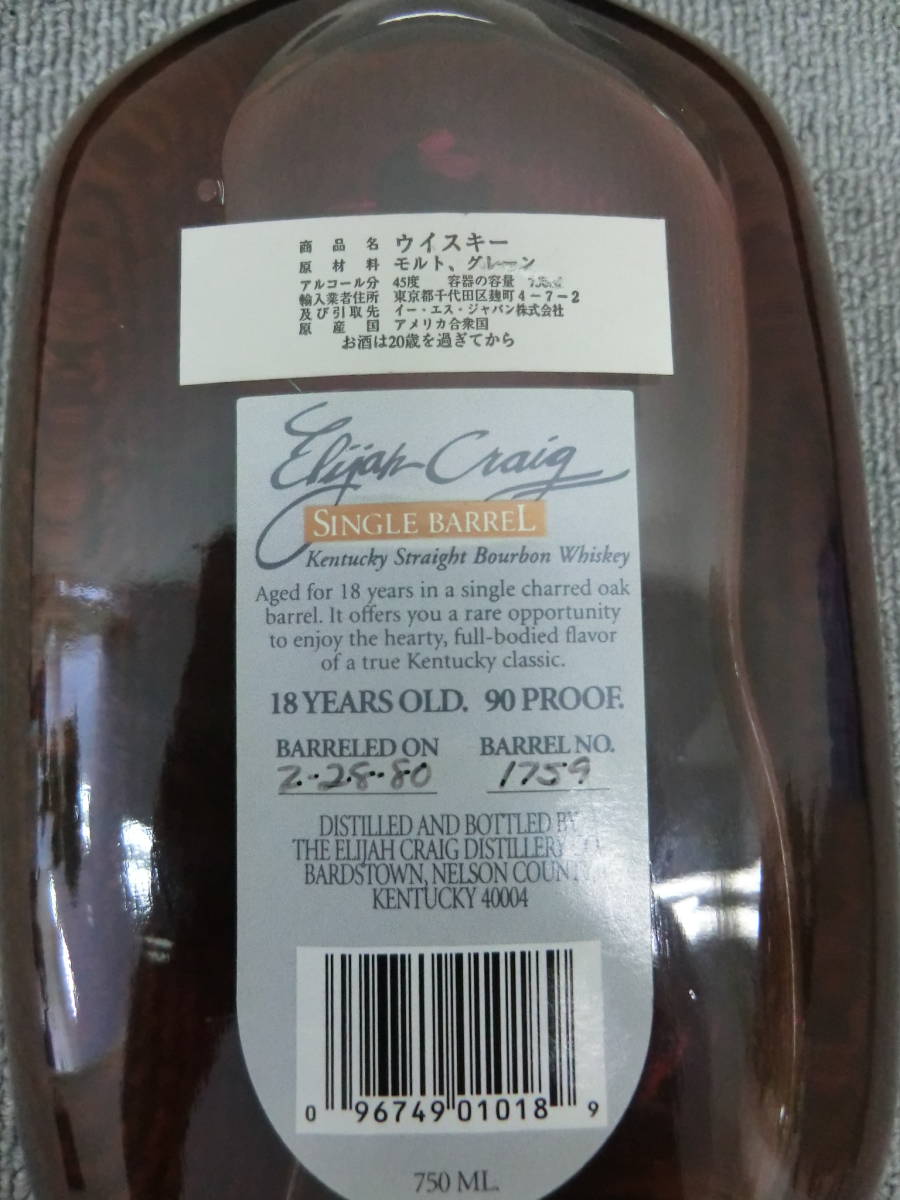 商品名 ウイスキー
原材料 モルト、グレーン
アルコール分 45度 容器の容量
輸入業者住所 東京都千代田区麹町4-7-2
及び引取先 イー・エス・ジャパン株式会社
原産国 アメリカ合衆国
お酒は20歳を過ぎてから
Elijah Craig
SINGLE BARREL
Kentucky Straight Bourbon Whiskey
Aged for 18 years in a single charred oak
barrel. It offers you a rare opportunity
to enjoy the hearty, full-bodied flavor
of a true Kentucky classic.
18 YEARS OLD. 90 PROOF.
BARRELED ON BARREL NO.
2-28-80 1759
DISTILLED AND BOTTLED BY
THE ELIJAH CRAIG DISTILLERY
BARDSTOWN, NELSON COUNTY
KENTUCKY 40004
0 96749 01018 9
750 ML.